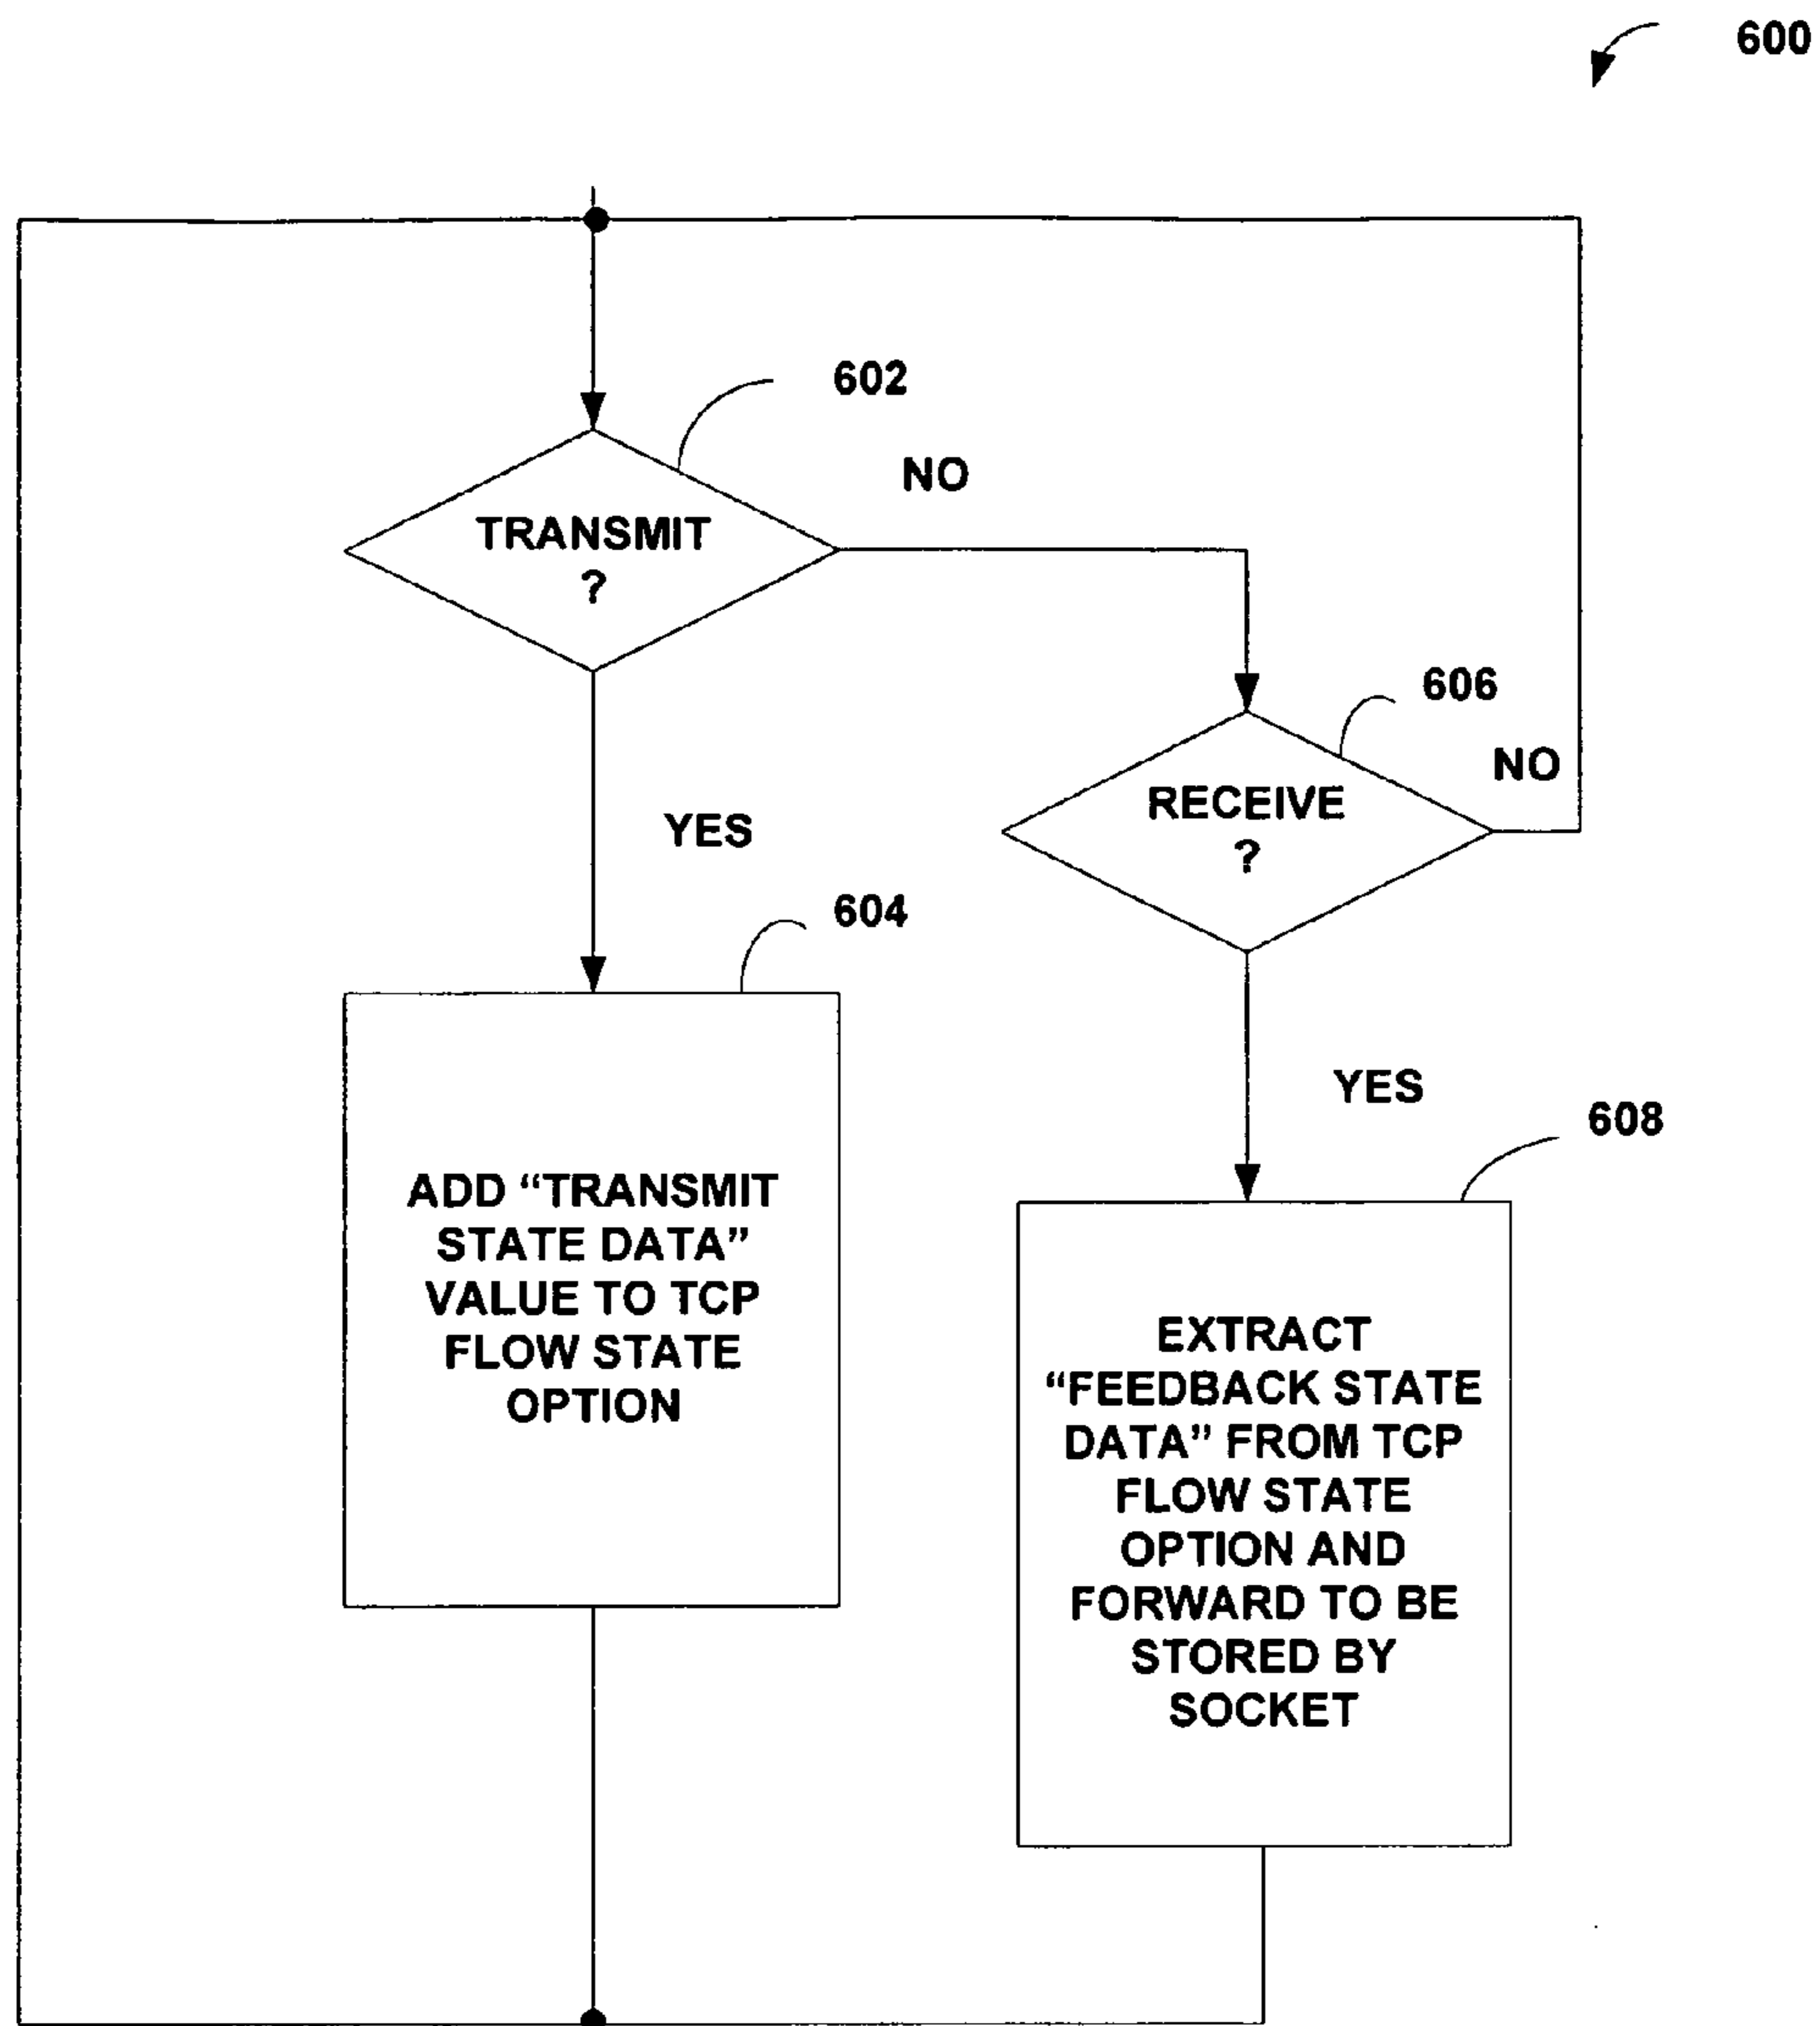 600
602
NO
TRANSMIT
?
606
NO
RECEIVE
?
YES
604
YES
608
ADD “TRANSMIT
STATE DATA”
VALUE TO TCP
FLOW STATE
OPTION
EXTRACT
“FEEDBACK STATE
DATA” FROM TCP
FLOW STATE
OPTION AND
FORWARD TO BE
STORED BY
SOCKET